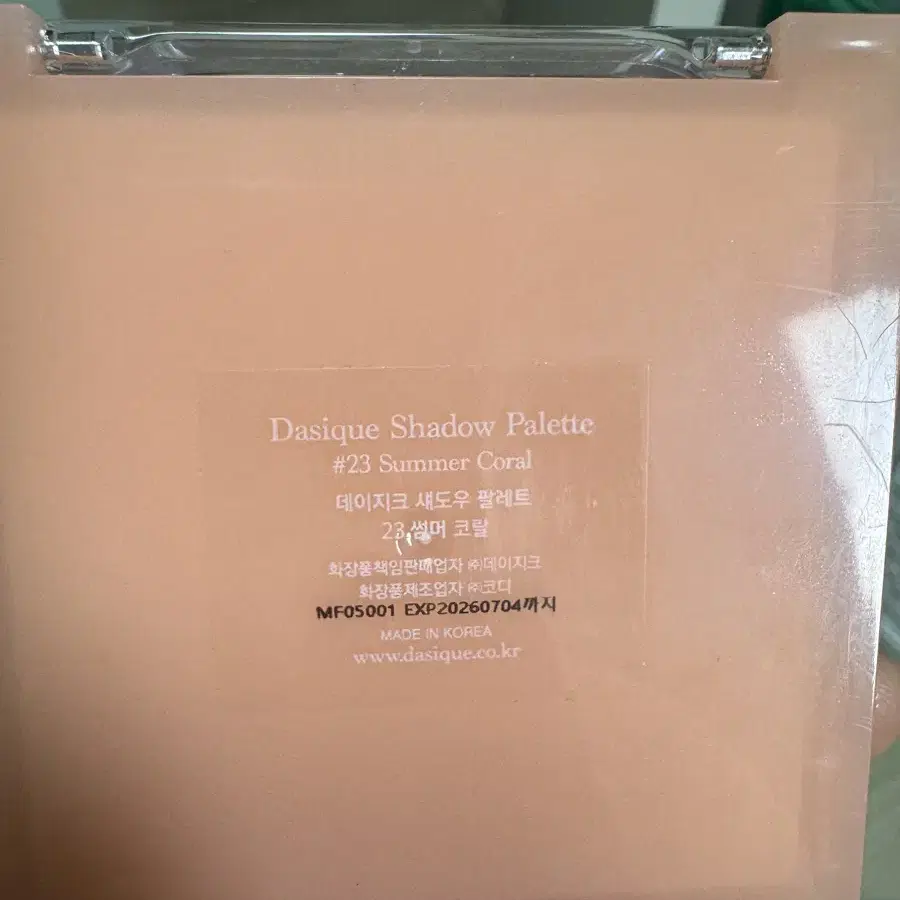 Dasique Shadow Palette
#23 Summer Coral
데이지크 섀도우 팔레트
23 썸머 코랄
화장품책임판매업자 ㈜데이지크
화장품제조업자 ㈜코디
MF05001 EXP20260704까지
MADE IN KOREA
www.dasique.co.kr